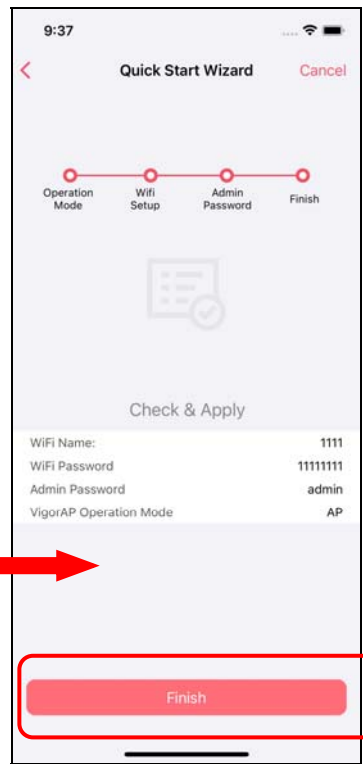 9:37
Quick Start Wizard
Cancel
Operation Mode
Wifi Setup
Admin Password
Finish
Check & Apply
WiFi Name: 1111
WiFi Password 11111111
Admin Password admin
VigorAP Operation Mode AP
Finish